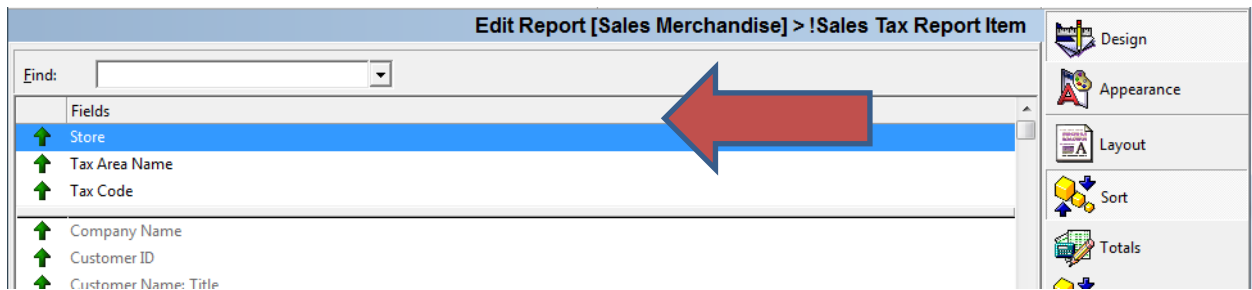 Edit Report [Sales Merchandise] > !Sales Tax Report Item
Find:
Fields
Store
Tax Area Name
Tax Code
Company Name
Customer ID
Customer Name: Title
Design
Appearance
Layout
Sort
Totals